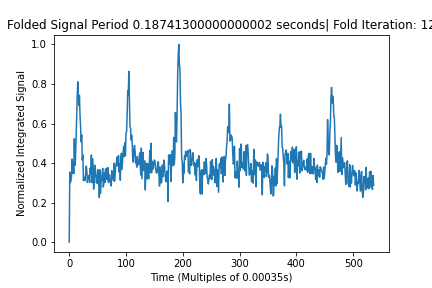 Folded Signal Period 0.18741300000000002 seconds| Fold Iteration: 12
1.0
0.8
0.6
0.4
0.2
0.0
Normalized Integrated Signal
0 100 200 300 400 500
Time (Multiples of 0.00035s)